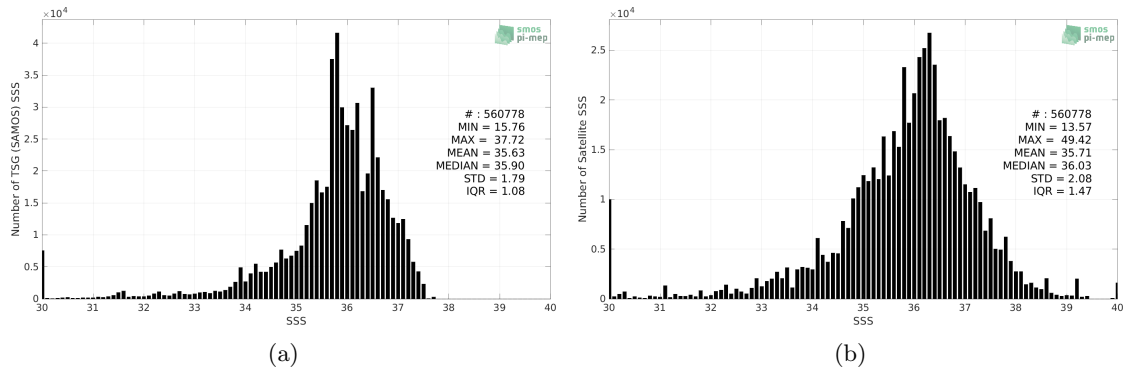 ×10^4
smos
pi-mep
4
3.5
3
2.5
2
1.5
1
0.5
0
Number of TSG (SAMOS) SSS
# : 560778
MIN = 15.76
MAX = 37.72
MEAN = 35.63
MEDIAN = 35.90
STD = 1.79
IQR = 1.08
30 31 32 33 34 35 36 37 38 39 40
SSS
(a)
×10^4
smos
pi-mep
2.5
2
1.5
1
0.5
0
Number of Satellite SSS
# : 560778
MIN = 13.57
MAX = 49.42
MEAN = 35.71
MEDIAN = 36.03
STD = 2.08
IQR = 1.47
30 31 32 33 34 35 36 37 38 39 40
SSS
(b)